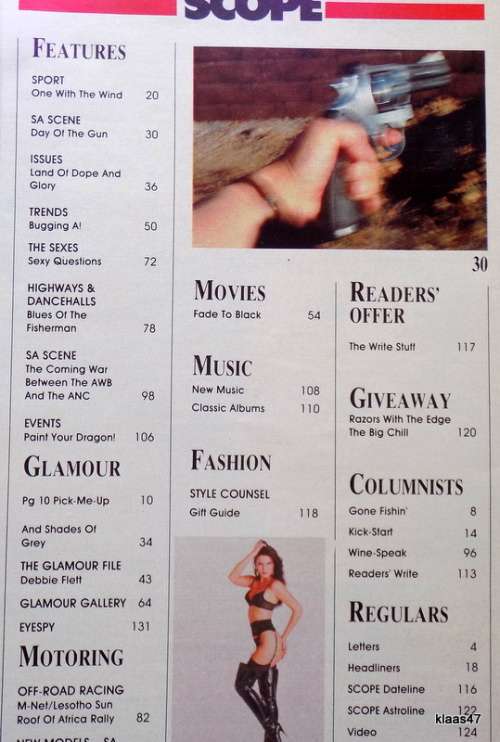 SCOPE
FEATURES
SPORT
One With The Wind 20
SA SCENE
Day Of The Gun 30
ISSUES
Land Of Dope And
Glory 36
TRENDS
Bugging A! 50
THE SEXES
Sexy Questions 72
HIGHWAYS &
DANCEHALLS
Blues Of The
Fisherman 78
SA SCENE
The Coming War
Between The AWB
And The ANC 98
EVENTS
Paint Your Dragon! 106
GLAMOUR
Pg 10 Pick-Me-Up 10
And Shades Of
Grey 34
THE GLAMOUR FILE
Debbie Flett 43
GLAMOUR GALLERY 64
EYESPY 131
MOTORING
OFF-ROAD RACING
M-Net/Lesotho Sun
Roof Of Africa Rally 82
NEW MODELS – SA
30
MOVIES
Fade To Black 54
MUSIC
New Music 108
Classic Albums 110
FASHION
STYLE COUNSEL
Gift Guide 118
READERS'
OFFER
The Write Stuff 117
GIVEAWAY
Razors With The Edge
The Big Chill 120
COLUMNISTS
Gone Fishin' 8
Kick-Start 14
Wine-Speak 96
Readers' Write 113
REGULARS
Letters 4
Headliners 18
SCOPE Dateline 116
SCOPE Astroline 122
Video 124
klaas47